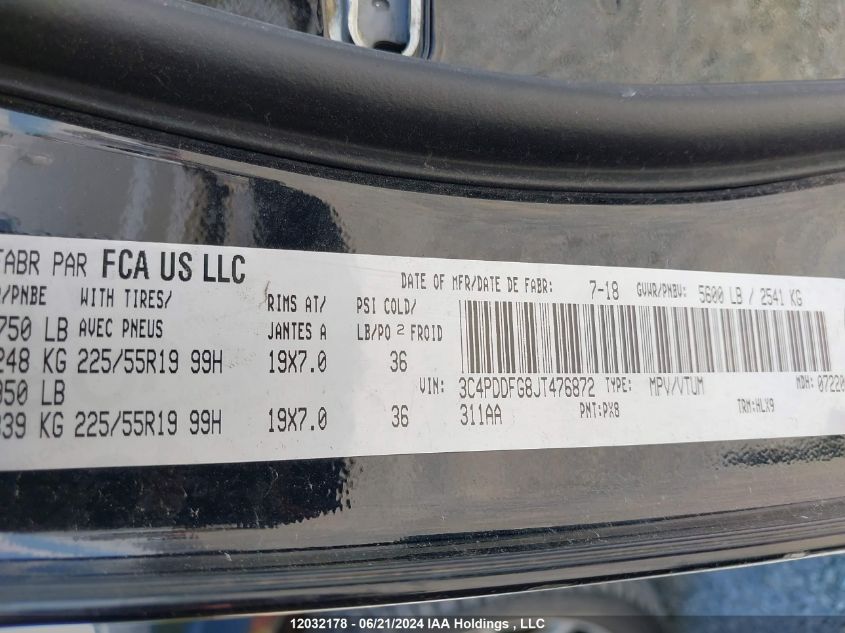 FABR PAR FCA US LLC
DATE OF MFR/DATE DE FABR: 7-18 GVWR/PNBV: 5600 LB / 2541 KG
/PNBE WITH TIRES/ RIMS AT/ PSI COLD/
750 LB AVEC PNEUS JANTES A LB/PO 2 FROID
248 KG 225/55R19 99H 19X7.0 36
VIN: 3C4PDDFG8JT476872 TYPE: MPV/VTUM MDH: 07220
950 LB
939 KG 225/55R19 99H 19X7.0 36
311AA PNT:PX8 TRM:HLX9
12032178 - 06/21/2024 IAA Holdings , LLC